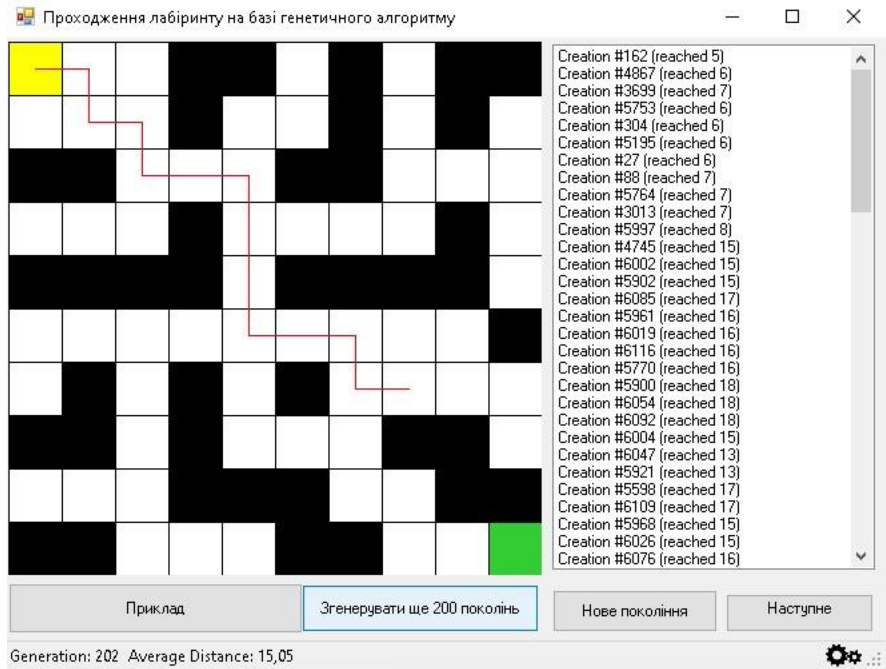 Проходження лабіринту на базі генетичного алгоритму
Creation #162 (reached 5)
Creation #4867 (reached 6)
Creation #3699 (reached 7)
Creation #5753 (reached 6)
Creation #304 (reached 6)
Creation #5195 (reached 6)
Creation #27 (reached 6)
Creation #88 (reached 7)
Creation #5764 (reached 7)
Creation #3013 (reached 7)
Creation #5997 (reached 8)
Creation #4745 (reached 15)
Creation #6002 (reached 15)
Creation #5902 (reached 15)
Creation #6085 (reached 17)
Creation #5961 (reached 16)
Creation #6019 (reached 16)
Creation #6116 (reached 16)
Creation #5770 (reached 16)
Creation #5900 (reached 18)
Creation #6054 (reached 18)
Creation #6092 (reached 18)
Creation #6004 (reached 15)
Creation #6047 (reached 13)
Creation #5921 (reached 13)
Creation #5598 (reached 17)
Creation #6109 (reached 17)
Creation #5968 (reached 15)
Creation #6026 (reached 15)
Creation #6076 (reached 16)
Приклад
Згенерувати ще 200 поколінь
Нове покоління
Наступне
Generation: 202 Average Distance: 15,05